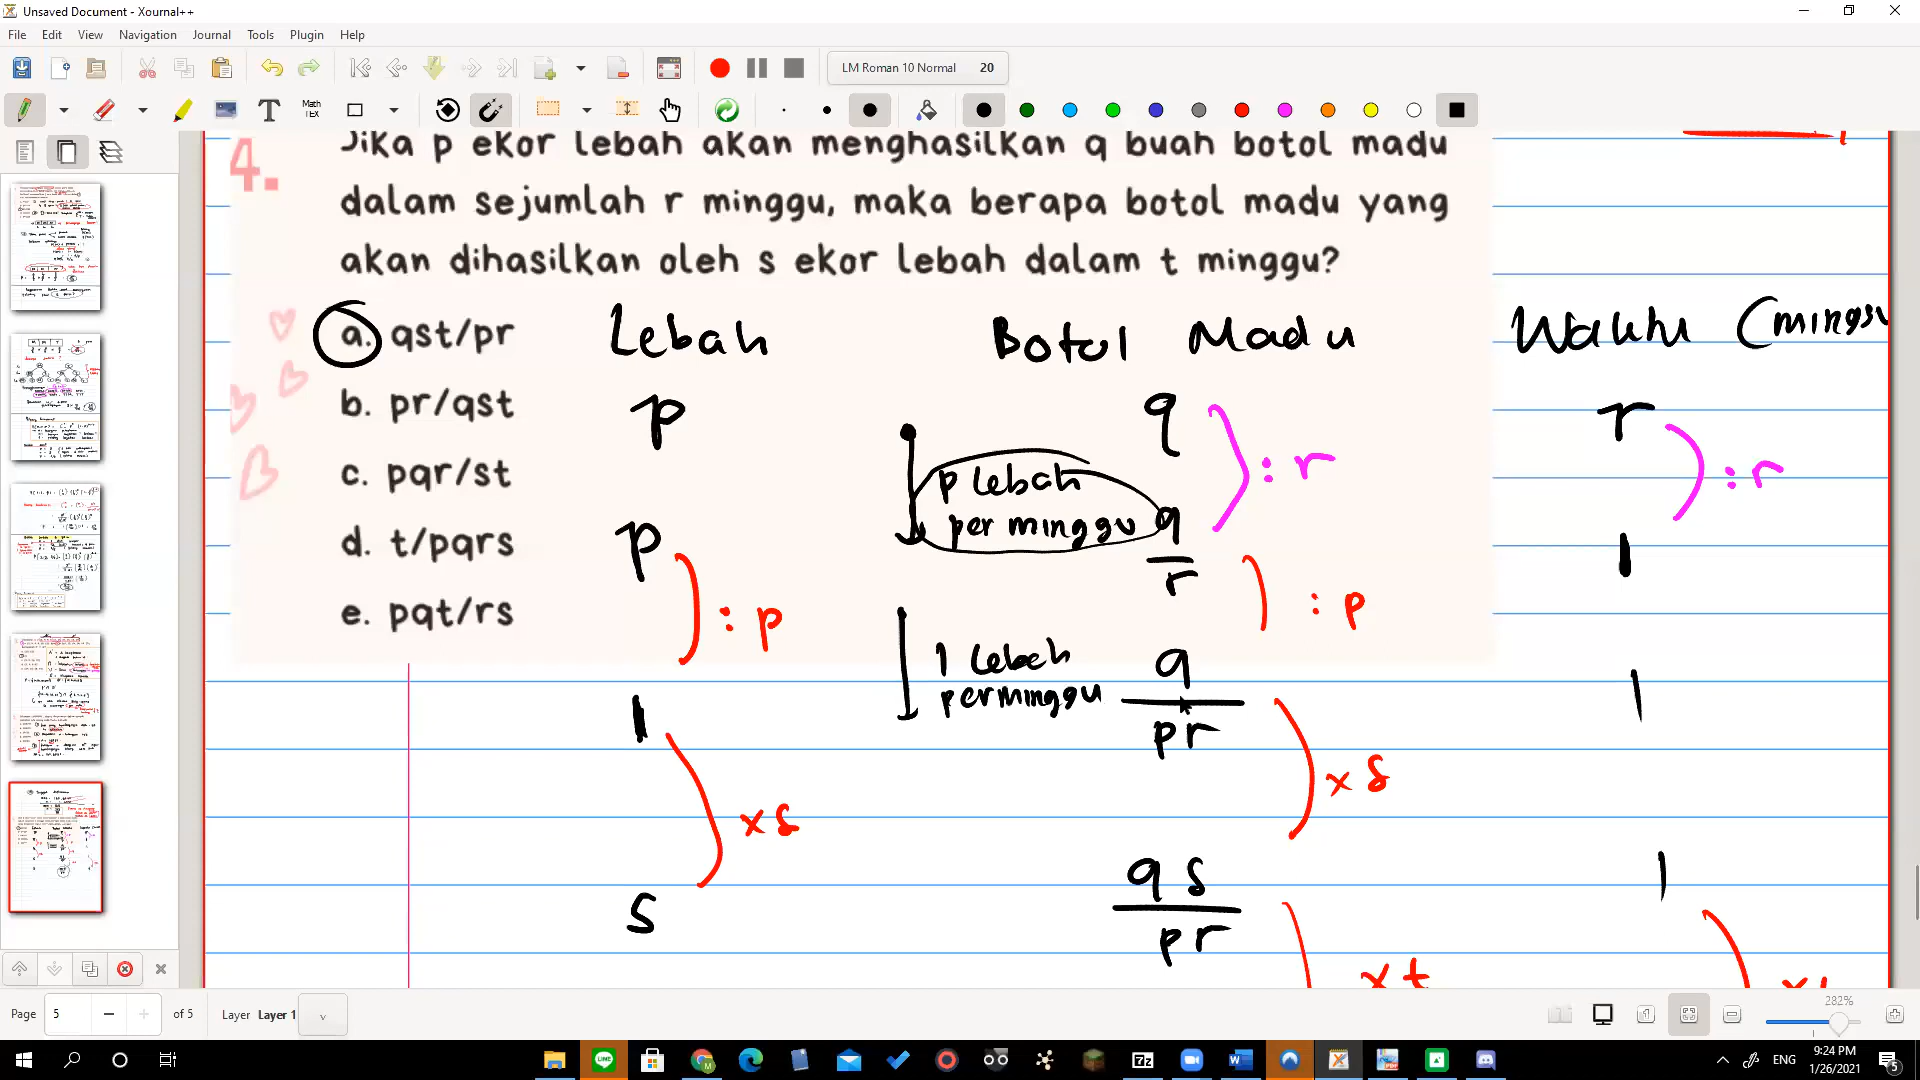 Unsaved Document - Xournal++
File Edit View Navigation Journal Tools Plugin Help
LM Roman 10 Normal 20
Math
TEX
4.
Jika p ekor lebah akan menghasilkan q buah botol madu
dalam sejumlah r minggu, maka berapa botol madu yang
akan dihasilkan oleh s ekor lebah dalam t minggu?
a. qst/pr
b. pr/qst
c. pqr/st
d. t/pqrs
e. pqt/rs
Lebah Botol Madu Waktu (minggu
p q r
: r : r
p lebah
per minggu
p q/r 1
: p : p
1 lebah
perminggu
1 q/pr 1
x s x s
s qs/pr 1
x t
Page 5 of 5 Layer Layer 1
282%
ENG
9:24 PM
1/26/2021
5